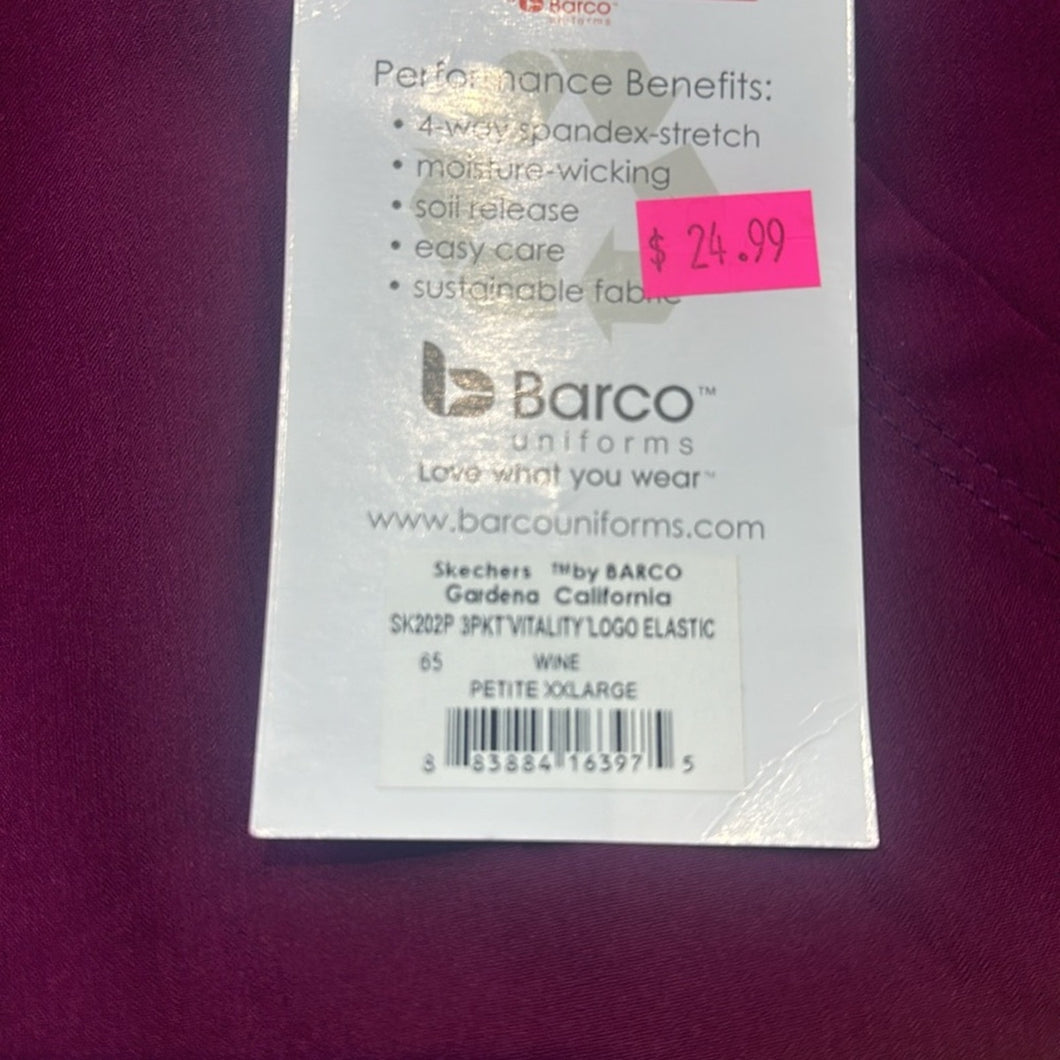 Barco™
uniforms
Performance Benefits:
• 4-way spandex-stretch
• moisture-wicking
• soil release
• easy care
• sustainable fabric
$ 24.99
Barco™
uniforms
Love what you wear™
www.barcouniforms.com
Skechers ™by BARCO
Gardena California
SK202P 3PKT'VITALITY'LOGO ELASTIC
65 WINE
PETITE XXLARGE
8 83884 16397 5